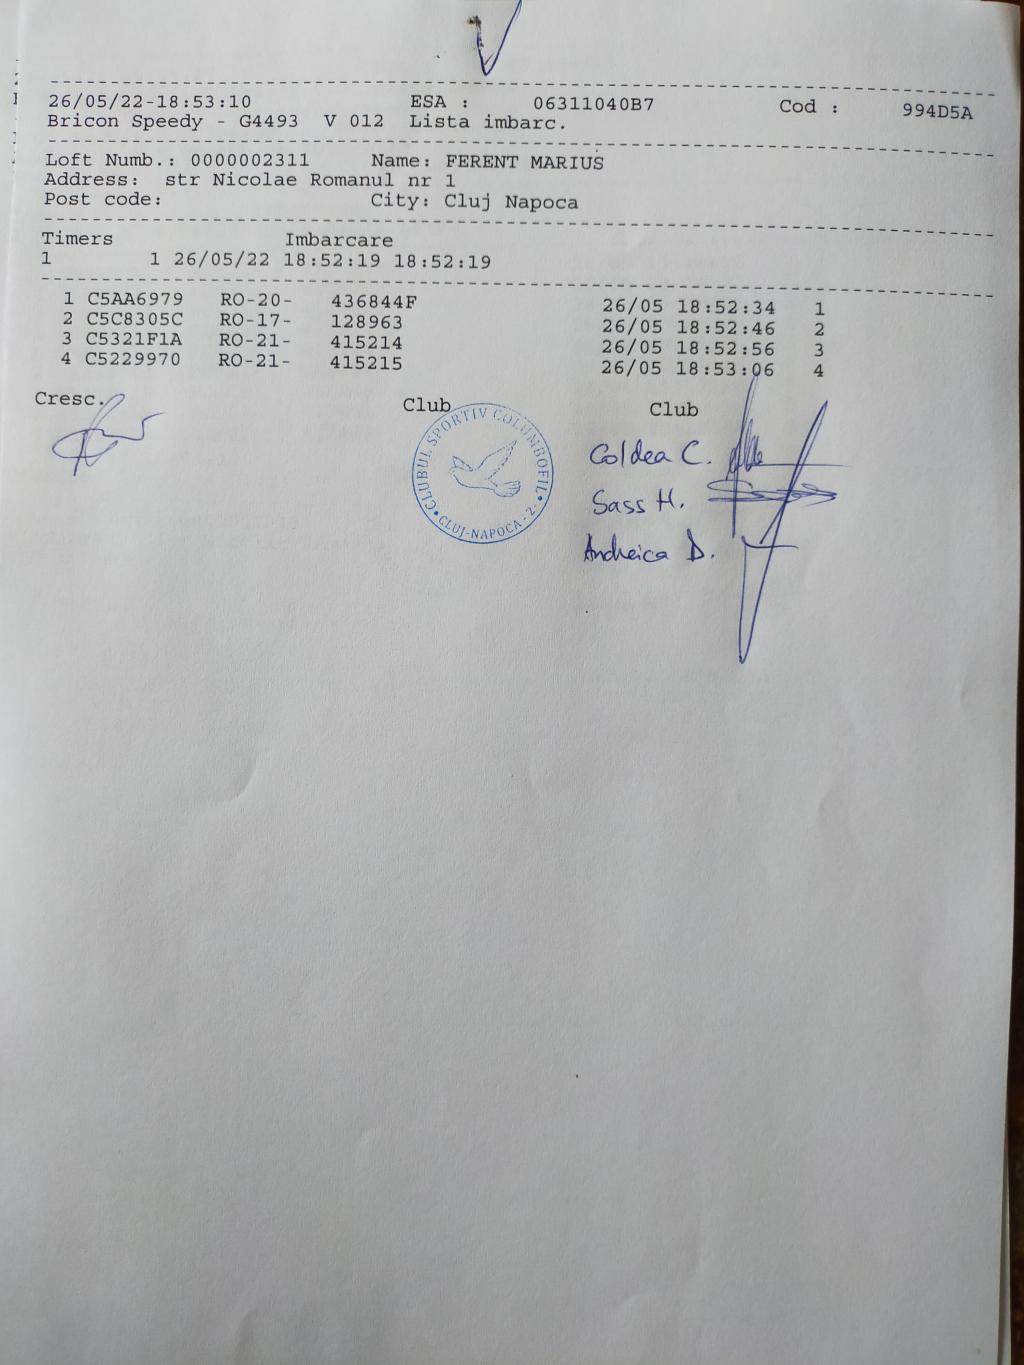 26/05/22-18:53:10 ESA : 06311040B7 Cod : 994D5A
Bricon Speedy - G4493 V 012 Lista imbarc.
Loft Numb.: 0000002311 Name: FERENT MARIUS
Address: str Nicolae Romanul nr 1
Post code: City: Cluj Napoca
Timers Imbarcare
1 1 26/05/22 18:52:19 18:52:19
1 C5AA6979 RO-20- 436844F 26/05 18:52:34 1
2 C5C8305C RO-17- 128963 26/05 18:52:46 2
3 C5321F1A RO-21- 415214 26/05 18:52:56 3
4 C5229970 RO-21- 415215 26/05 18:53:06 4
Cresc. Club Club
CLUBUL SPORTIV COLUMBOFIL
CLUJ-NAPOCA - 2 -
Coldea C.
Sass H.
Andreica D.